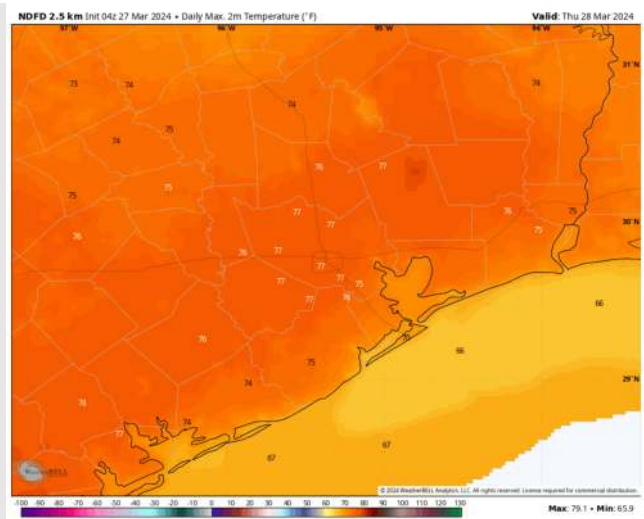 NDFD 2.5 km Init 04z 27 Mar 2024 • Daily Max. 2m Temperature (°F) Valid: Thu 28 Mar 2024
97°W 96°W 95°W 94°W
31°N
73 74 74
74
75
74
76 77
75 75
77 76 75
77 30°N
76 75
76 77
77
77 77 75
77 76
66
76
66
75
29°N
74
76
74
77
67
67
WeatherBELL
© 2024 WeatherBELL Analytics, LLC. All rights reserved. License required for commercial distribution.
-100 -90 -80 -70 -60 -50 -40 -30 -20 -10 0 10 20 30 40 50 60 70 80 90 100 110 120 130
Max: 79.1 • Min: 65.9